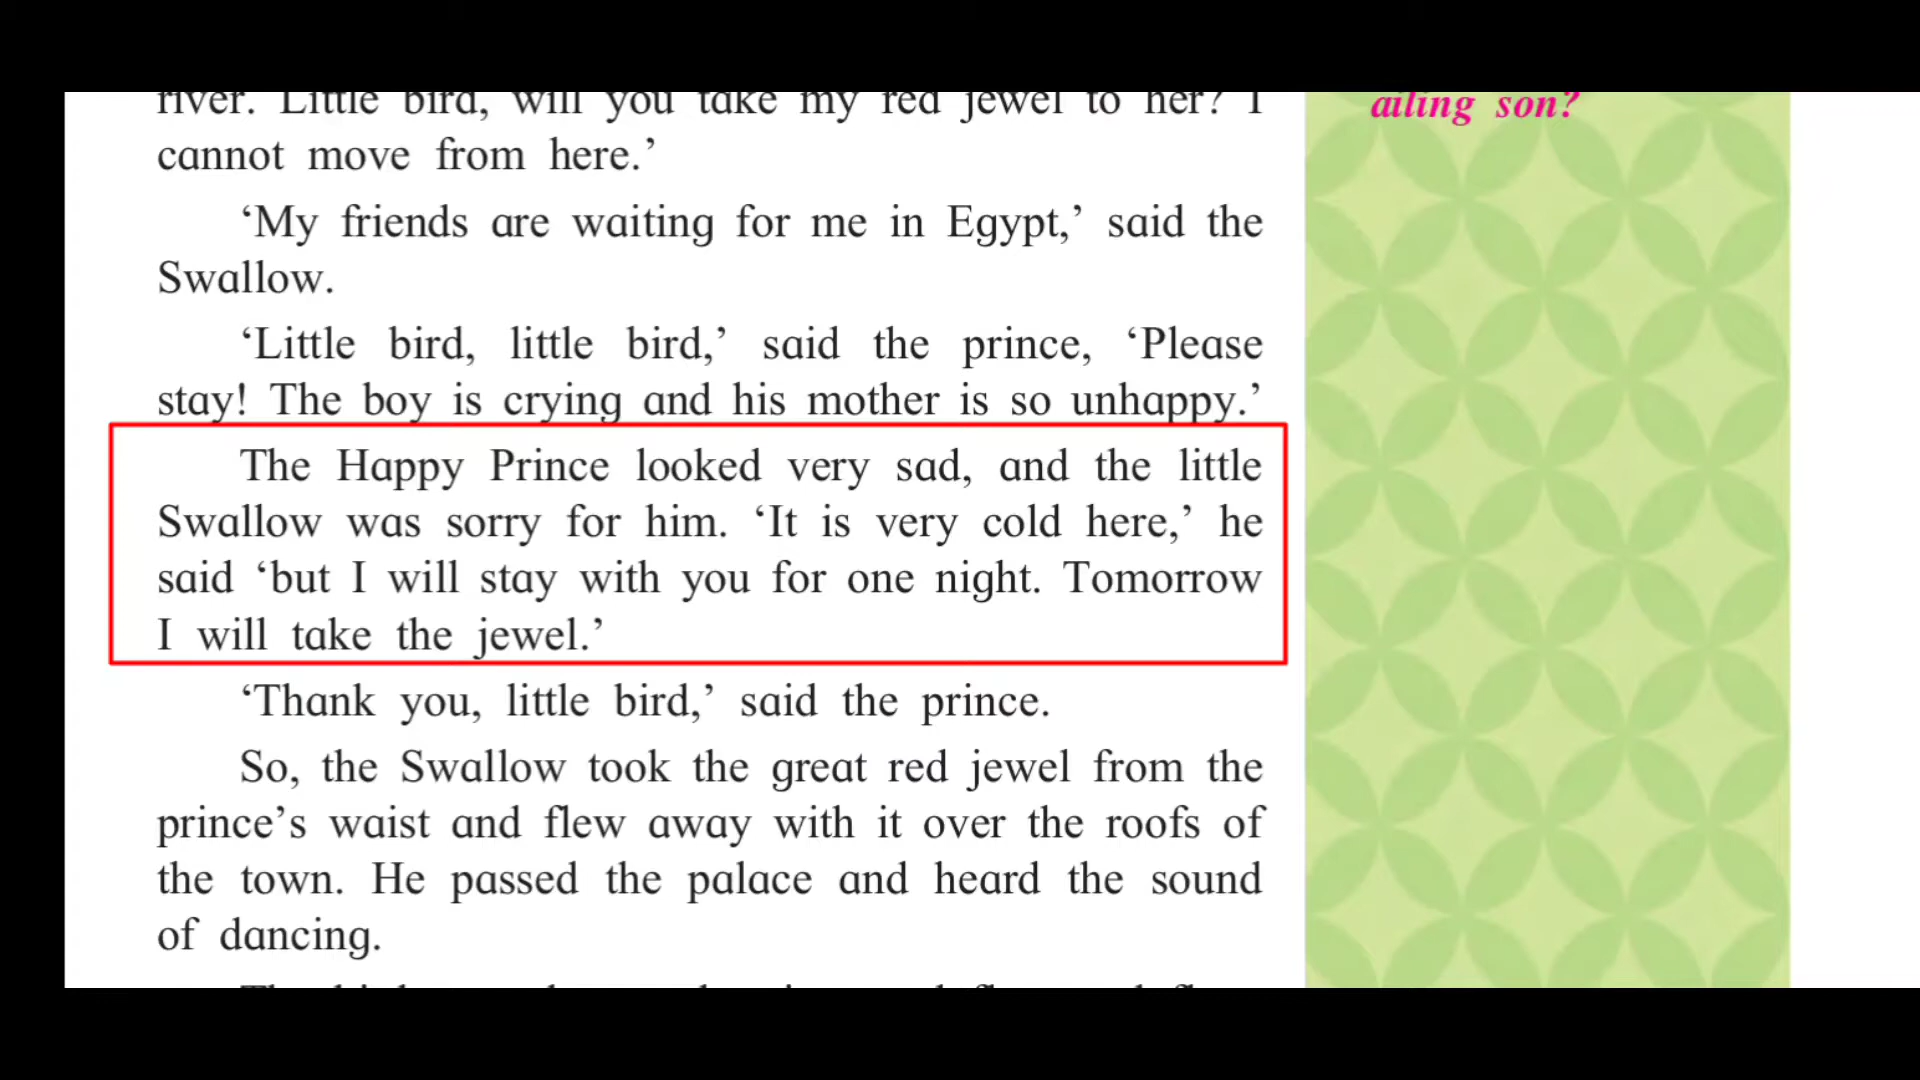 river. Little bird, will you take my red jewel to her? I
cannot move from here.’
‘My friends are waiting for me in Egypt,’ said the
Swallow.
‘Little bird, little bird,’ said the prince, ‘Please
stay! The boy is crying and his mother is so unhappy.’
The Happy Prince looked very sad, and the little
Swallow was sorry for him. ‘It is very cold here,’ he
said ‘but I will stay with you for one night. Tomorrow
I will take the jewel.’
‘Thank you, little bird,’ said the prince.
So, the Swallow took the great red jewel from the
prince’s waist and flew away with it over the roofs of
the town. He passed the palace and heard the sound
of dancing.
ailing son?